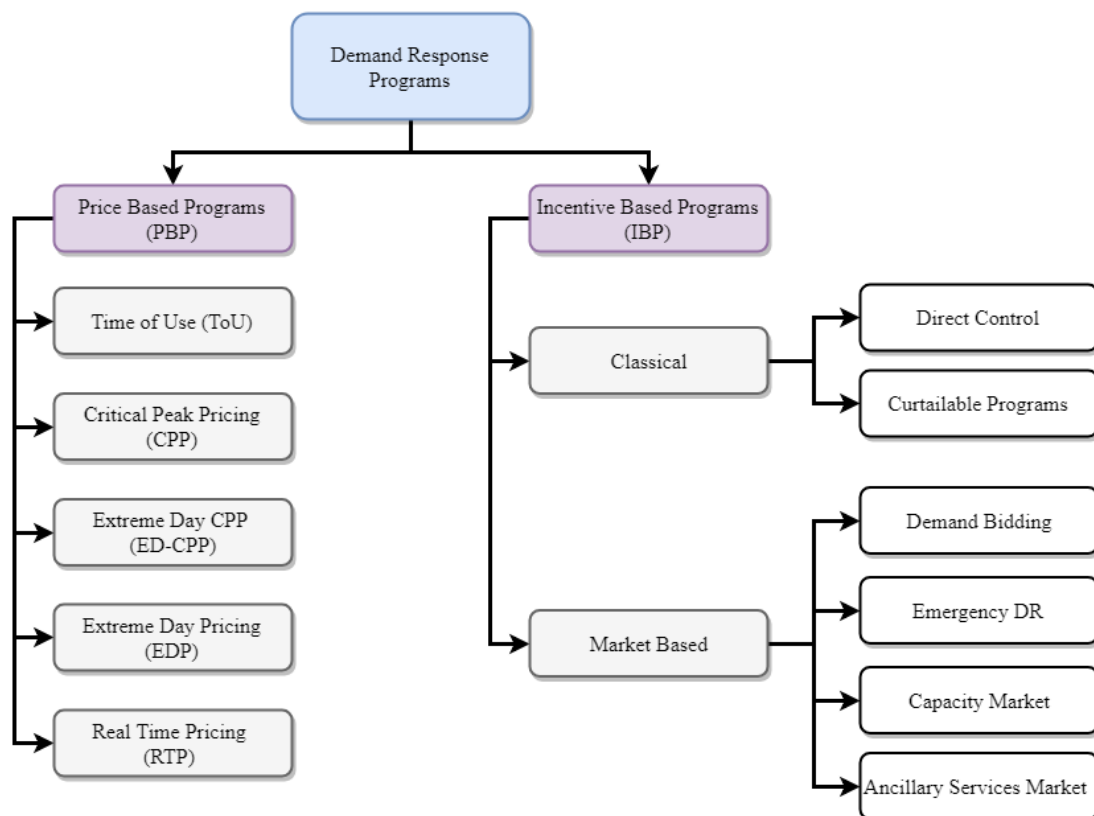 Demand Response
Programs
Price Based Programs
(PBP)
Time of Use (ToU)
Critical Peak Pricing
(CPP)
Extreme Day CPP
(ED-CPP)
Extreme Day Pricing
(EDP)
Real Time Pricing
(RTP)
Incentive Based Programs
(IBP)
Classical
Direct Control
Curtailable Programs
Market Based
Demand Bidding
Emergency DR
Capacity Market
Ancillary Services Market